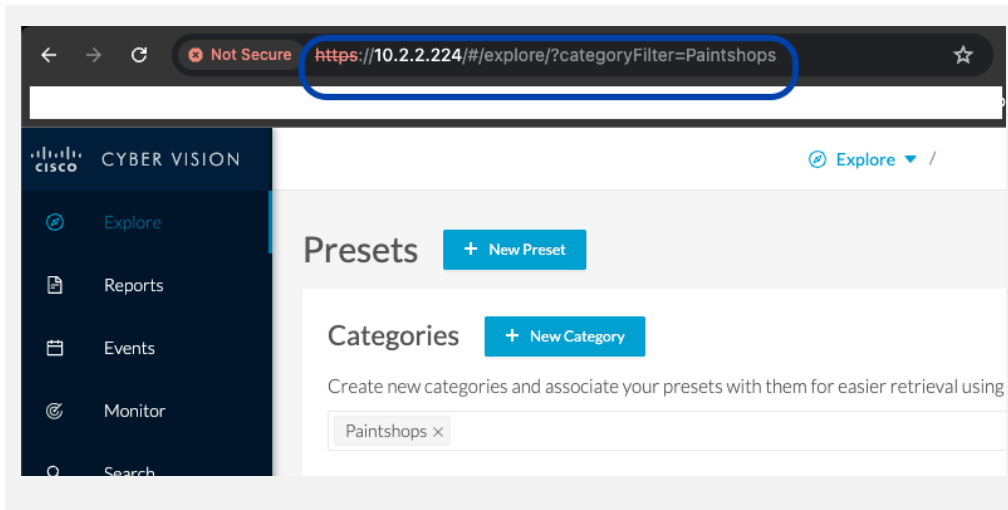 Not Secure https://10.2.2.224/#/explore/?categoryFilter=Paintshops
cisco CYBER VISION
Explore /
Explore
Presets
+ New Preset
Reports
Categories
+ New Category
Events
Create new categories and associate your presets with them for easier retrieval using
Monitor
Paintshops ×
Search